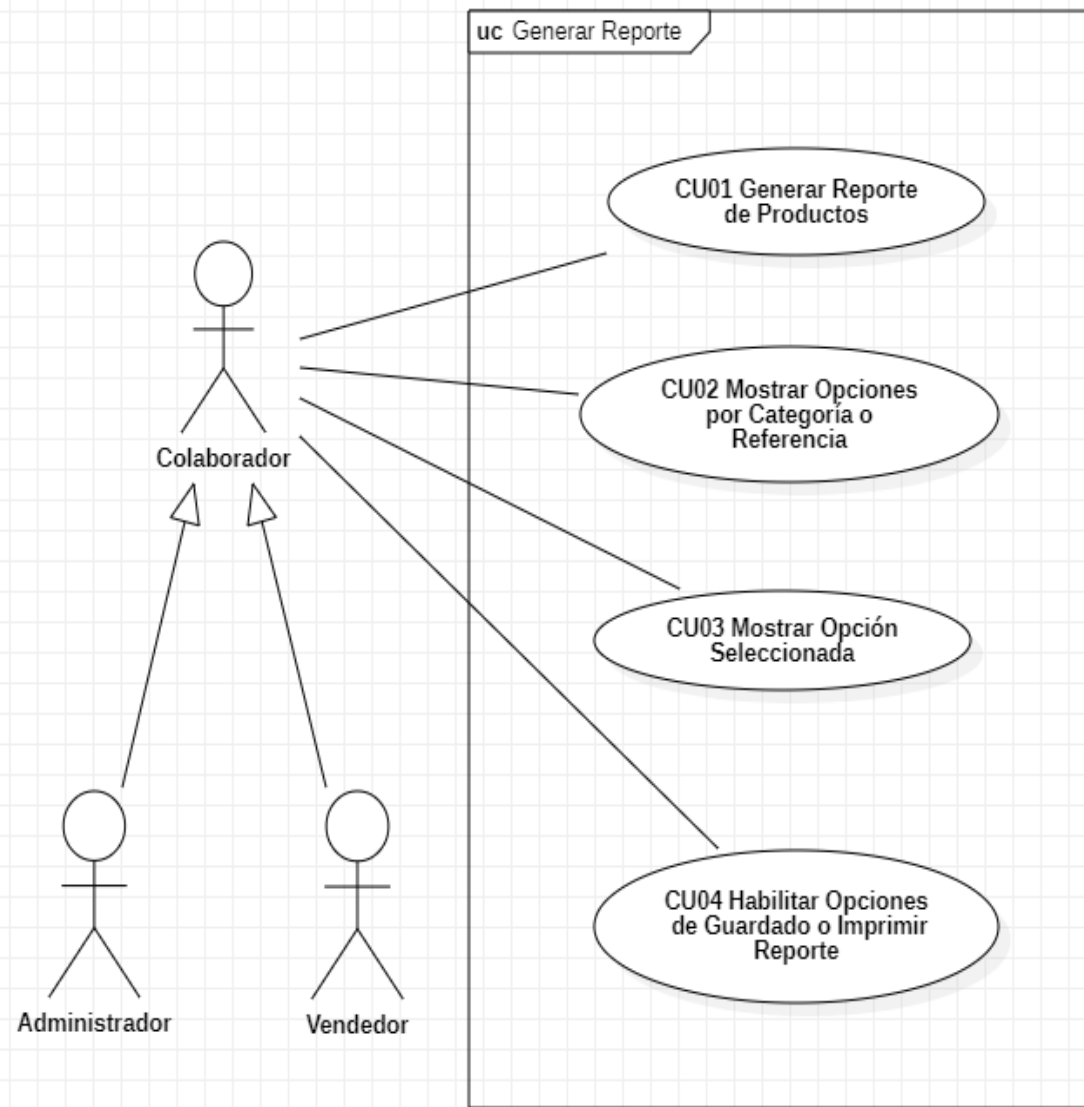 uc Generar Reporte
CU01 Generar Reporte
de Productos
CU02 Mostrar Opciones
por Categoría o
Referencia
Colaborador
CU03 Mostrar Opción
Seleccionada
CU04 Habilitar Opciones
de Guardado o Imprimir
Reporte
Administrador
Vendedor